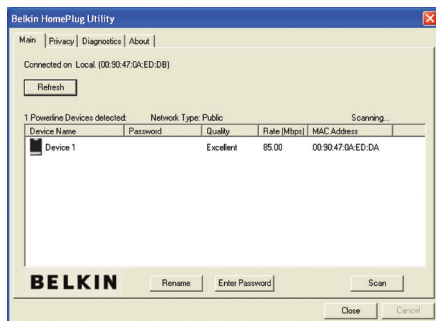 Belkin HomePlug Utility
Main Privacy Diagnostics About
Connected on Local. (00:90:47:0A:ED:DB)
Refresh
1 Powerline Devices detected: Network Type: Public Scanning...
Device Name Password Quality Rate (Mbps) MAC Address
Device 1 Excellent 85.00 00:90:47:0A:ED:DA
BELKIN Rename Enter Password Scan
Close Cancel